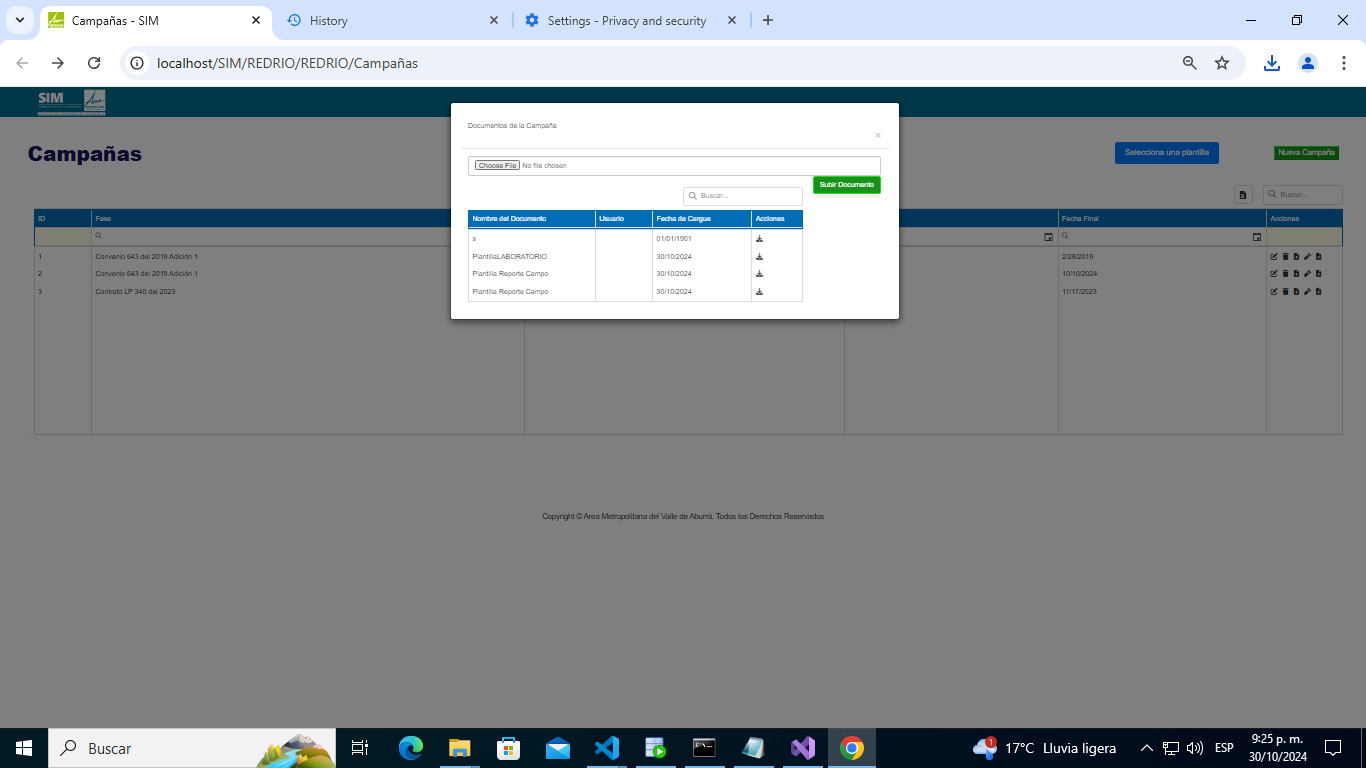 Campañas - SIM
History
Settings - Privacy and security
localhost/SIM/REDRIO/REDRIO/Campañas
SIM
Documentos de la Campaña
×
Campañas
Selecciona una plantilla
Nueva Campaña
Choose File No file chosen
Subir Documento
Buscar...
Buscar...
Nombre del Documento Usuario Fecha de Cargue Acciones
s 01/01/1901
PlantillaLABORATORIO 30/10/2024
Plantilla Reporte Campo 30/10/2024
Plantilla Reporte Campo 30/10/2024
ID Fase Fecha Final Acciones
1 Convenio 643 del 2019 Adición 1 2/28/2019
2 Convenio 643 del 2019 Adición 1 10/10/2024
3 Contrato LP 340 del 2023 11/17/2023
Copyright © Area Metropolitana del Valle de Aburrá. Todos los Derechos Reservados
Buscar
1
17°C Lluvia ligera
ESP
9:25 p. m.
30/10/2024